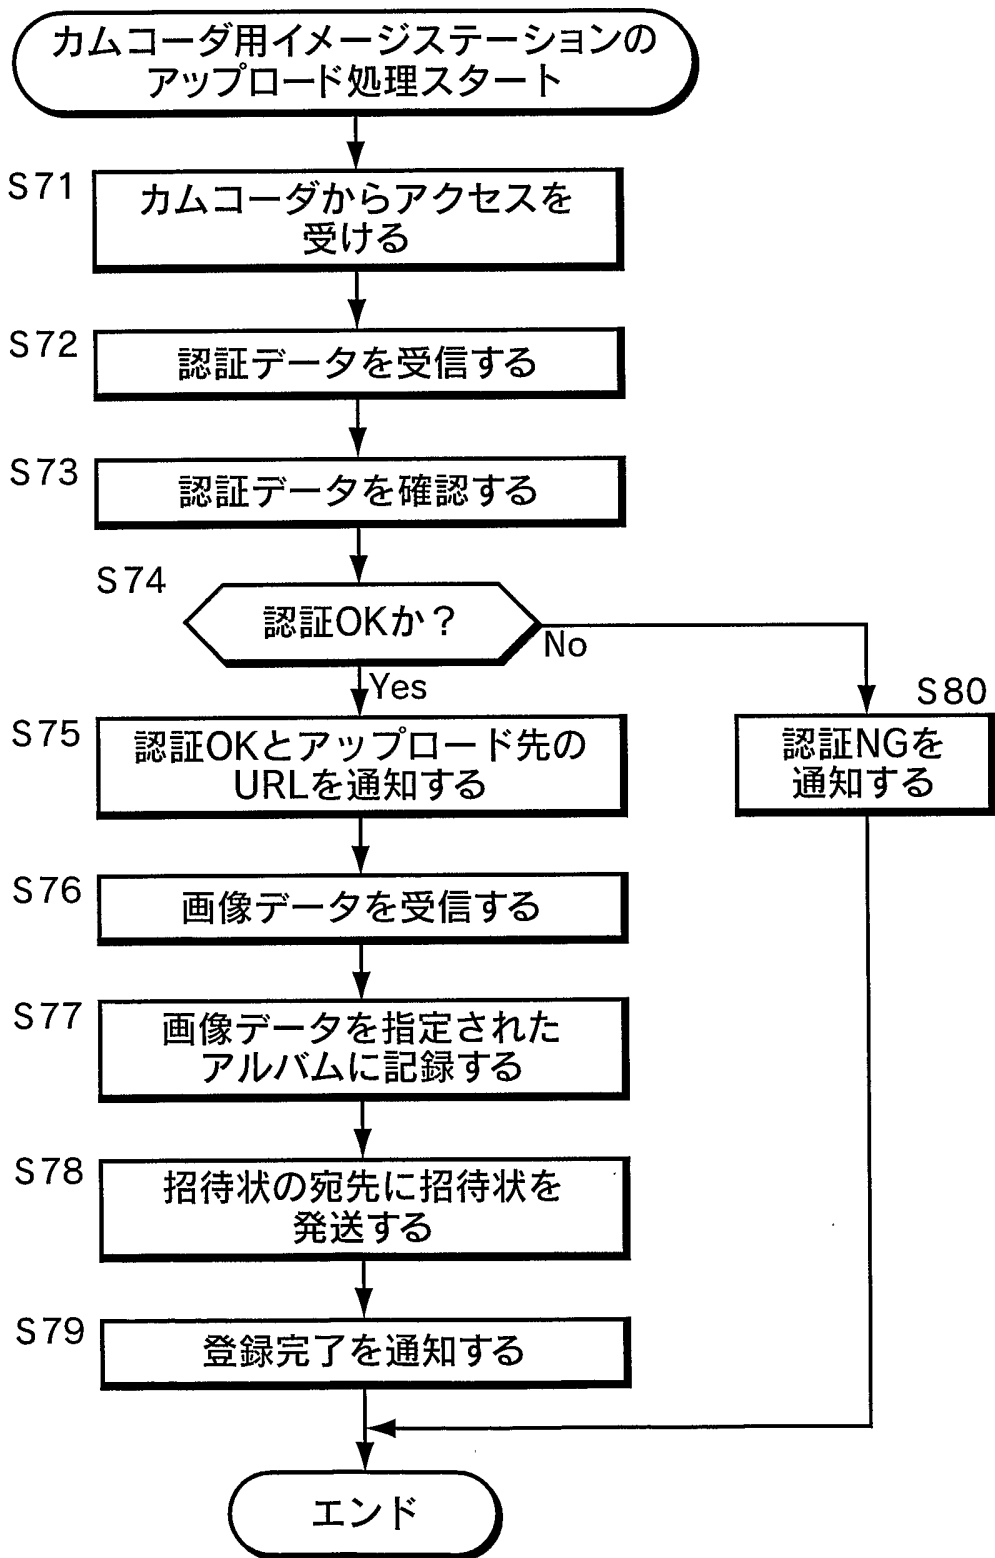 カムコーダ用イメージステーションの
アップロード処理スタート
S71
カムコーダからアクセスを
受ける
S72
認証データを受信する
S73
認証データを確認する
S74
認証OKか？
No
Yes
S75
認証OKとアップロード先の
URLを通知する
S80
認証NGを
通知する
S76
画像データを受信する
S77
画像データを指定された
アルバムに記録する
S78
招待状の宛先に招待状を
発送する
S79
登録完了を通知する
エンド